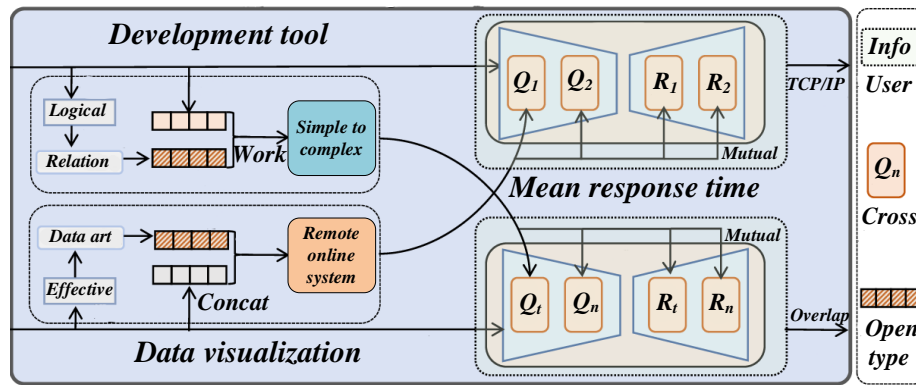 Development tool
Logical
Relation
Work
Simple to
complex
Q1
Q2
R1
R2
Mutual
TCP/IP
Mean response time
Data art
Effective
Concat
Remote
online
system
Mutual
Qt
Qn
Rt
Rn
Overlap
Data visualization
Info
User
Qn
Cross
Open
type